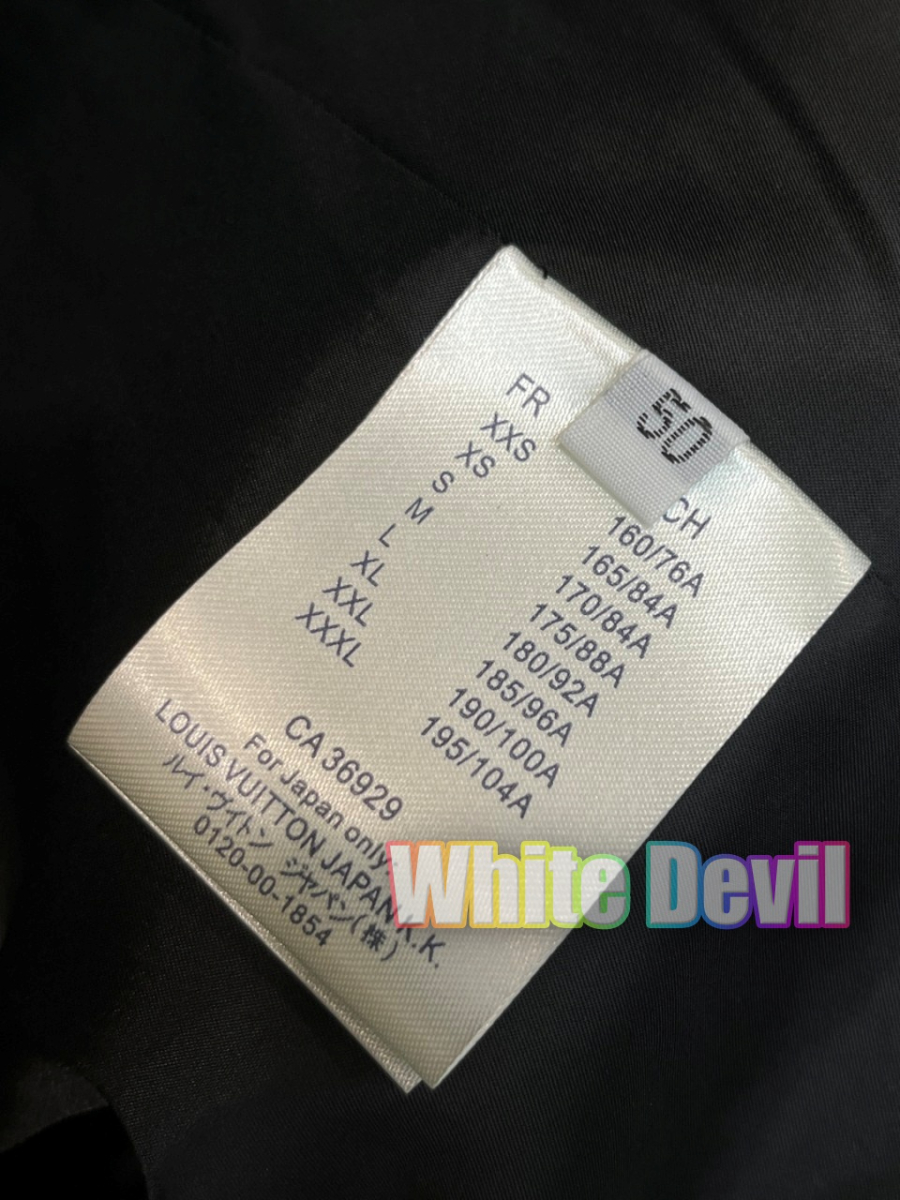 50
FR CH
XXS 160/76A
XS 165/84A
S 170/84A
M 175/88A
L 180/92A
XL 185/96A
XXL 190/100A
XXXL 195/104A
CA 36929
For Japan only:
LOUIS VUITTON JAPAN K.K.
ルイ・ヴィトン ジャパン(株)
0120-00-1854
White Devil